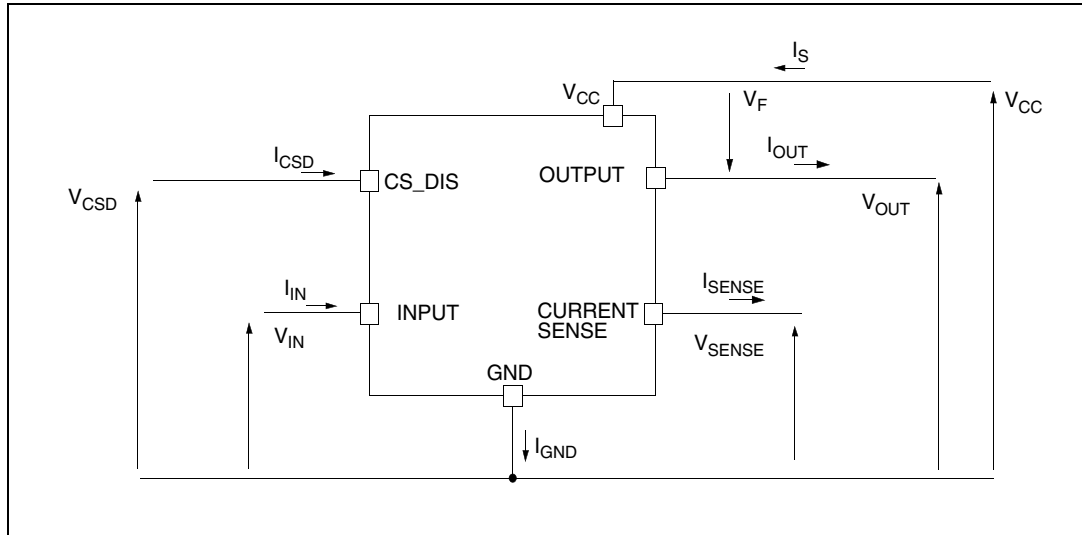 I_S
V_CC
V_F
V_CC
I_CSD
I_OUT
CS_DIS
OUTPUT
V_CSD
V_OUT
I_IN
I_SENSE
INPUT
CURRENT
SENSE
V_IN
V_SENSE
GND
I_GND